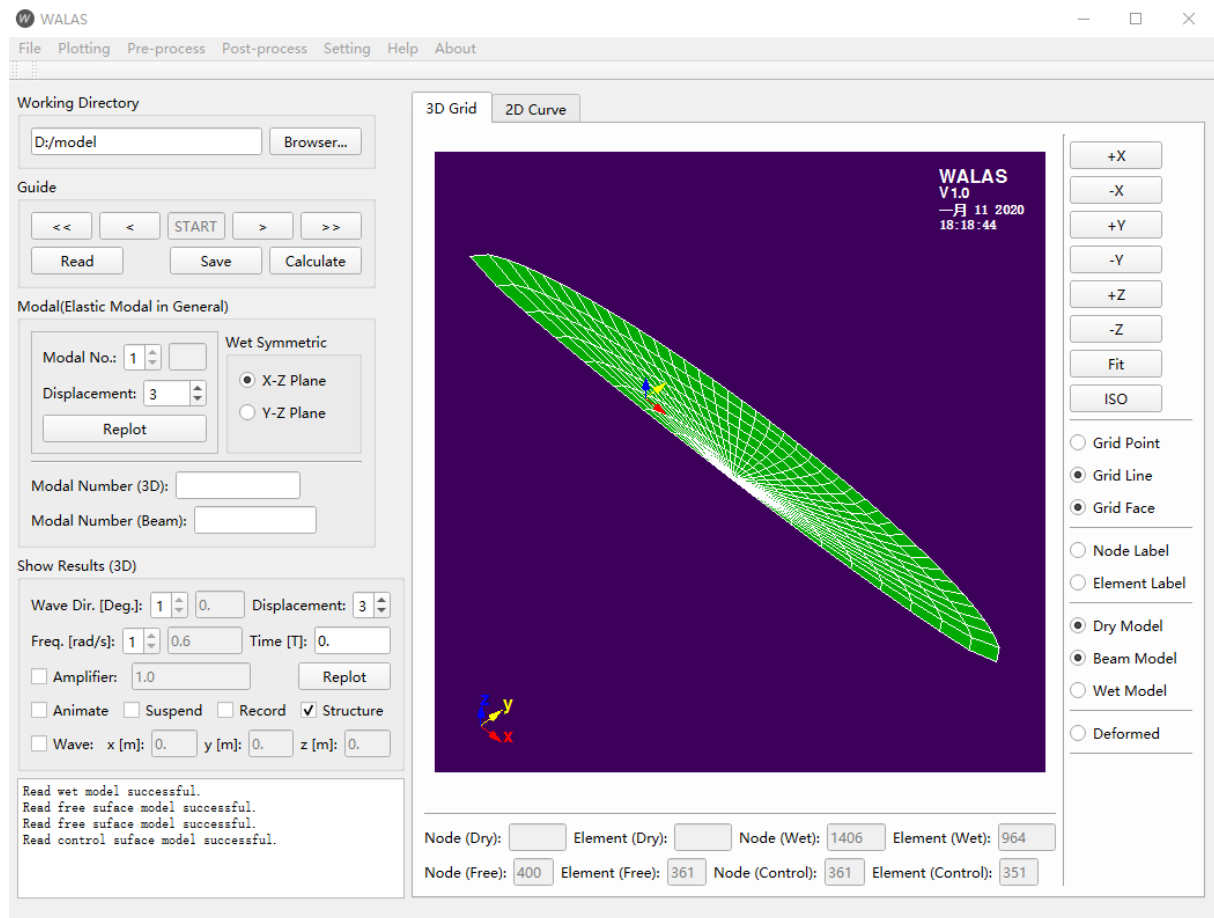 WALAS
File Plotting Pre-process Post-process Setting Help About
Working Directory
D:/model Browser...
Guide
<< < START > >>
Read Save Calculate
Modal(Elastic Modal in General)
Modal No.: 1
Displacement: 3
Replot
Wet Symmetric
X-Z Plane
Y-Z Plane
Modal Number (3D):
Modal Number (Beam):
Show Results (3D)
Wave Dir. [Deg.]: 1 0. Displacement: 3
Freq. [rad/s]: 1 0.6 Time [T]: 0.
Amplifier: 1.0 Replot
Animate Suspend Record Structure
Wave: x [m]: 0. y [m]: 0. z [m]: 0.
Read wet model successful.
Read free suface model successful.
Read free suface model successful.
Read control suface model successful.
3D Grid 2D Curve
WALAS
V1.0
一月 11 2020
18:18:44
z
y
x
+X
-X
+Y
-Y
+Z
-Z
Fit
ISO
Grid Point
Grid Line
Grid Face
Node Label
Element Label
Dry Model
Beam Model
Wet Model
Deformed
Node (Dry): Element (Dry): Node (Wet): 1406 Element (Wet): 964
Node (Free): 400 Element (Free): 361 Node (Control): 361 Element (Control): 351